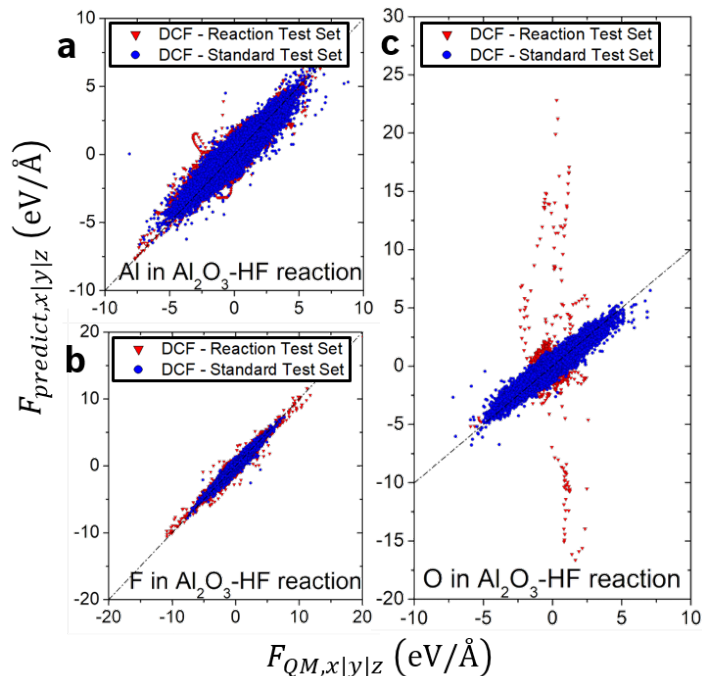 a
10
DCF - Reaction Test Set
DCF - Standard Test Set
5
0
-5
-10
-10 -5 0 5 10
Al in Al₂O₃-HF reaction
b
20
DCF - Reaction Test Set
DCF - Standard Test Set
10
0
-10
-20
-20 -10 0 10 20
F in Al₂O₃-HF reaction
c
30
DCF - Reaction Test Set
DCF - Standard Test Set
25
20
15
10
5
0
-5
-10
-15
-20
-10 -5 0 5 10
O in Al₂O₃-HF reaction
F_predict,x|y|z (eV/Å)
F_QM,x|y|z (eV/Å)